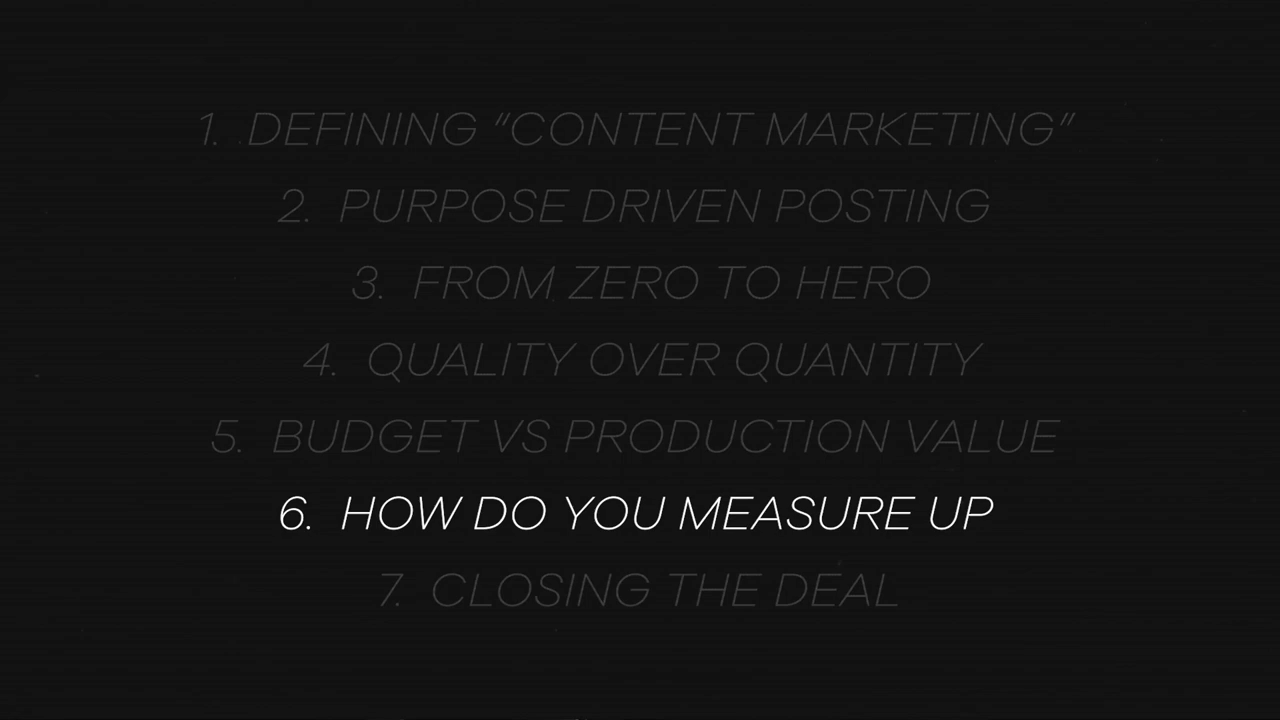 1. DEFINING “CONTENT MARKETING”
2. PURPOSE DRIVEN POSTING
3. FROM ZERO TO HERO
4. QUALITY OVER QUANTITY
5. BUDGET VS PRODUCTION VALUE
6. HOW DO YOU MEASURE UP
7. CLOSING THE DEAL